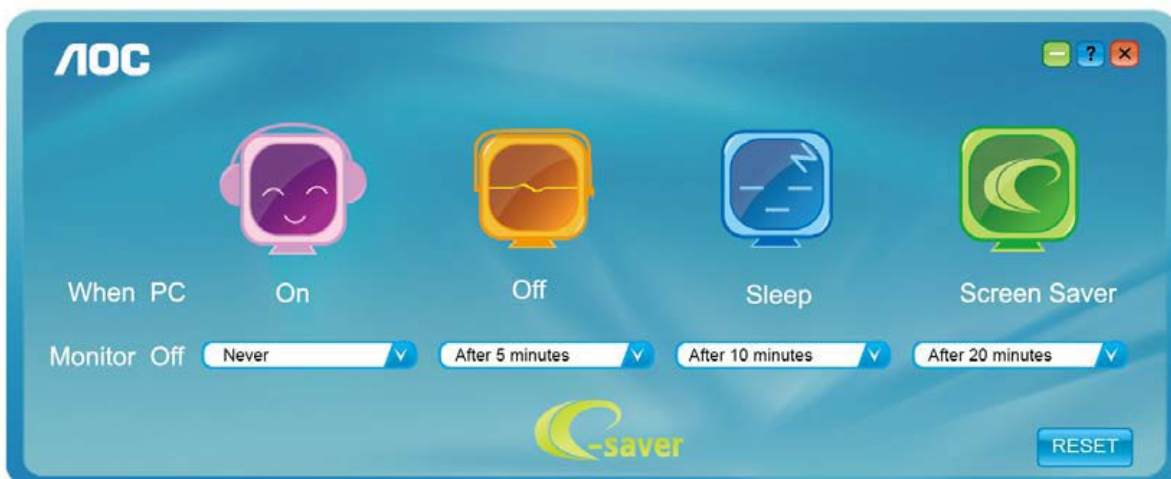 AOC
?
When PC On Off Sleep Screen Saver
Monitor Off Never After 5 minutes After 10 minutes After 20 minutes
e-saver
RESET